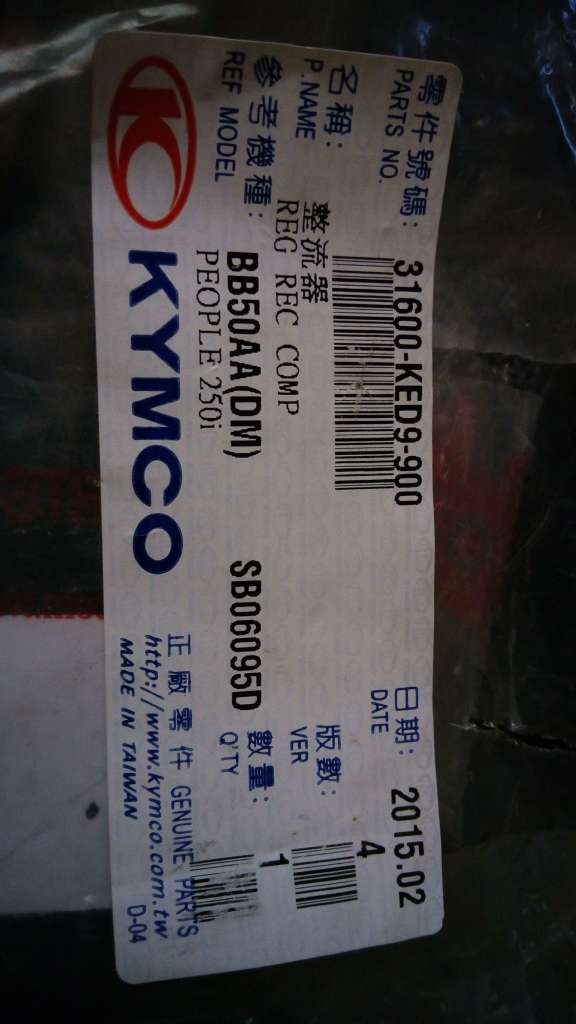 零件號碼: 31600-KED9-900 日期: 2015.02
PARTS NO. DATE
名稱: 整流器 版數: 4
P.NAME REG REC COMP VER
參考機種: BB50AA(DM) SB06095D 數量: 1
REF MODEL PEOPLE 250i Q'TY
KYMCO 正廠零件 GENUINE PARTS
http://www.kymco.com.tw
MADE IN TAIWAN D-04